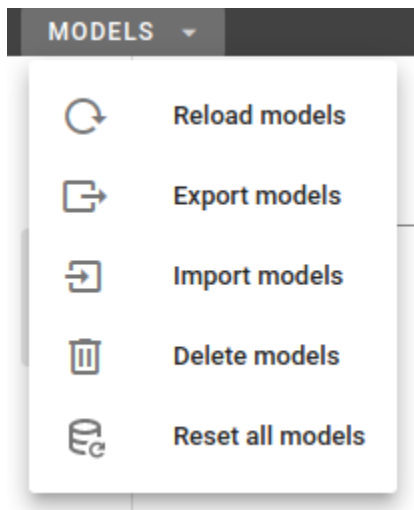 MODELS
Reload models
Export models
Import models
Delete models
Reset all models